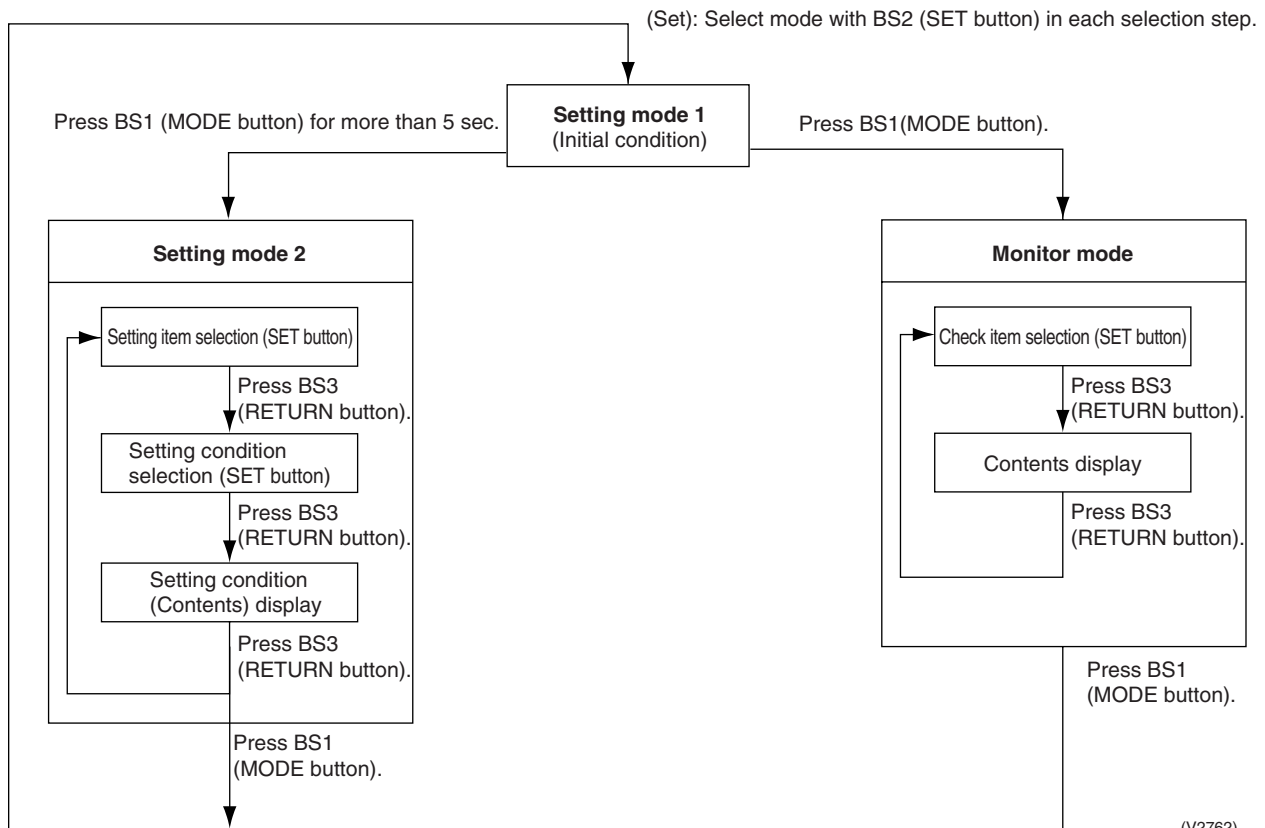 (Set): Select mode with BS2 (SET button) in each selection step.
Setting mode 1
(Initial condition)
Press BS1 (MODE button) for more than 5 sec.
Press BS1(MODE button).
Setting mode 2
Setting item selection (SET button)
Press BS3
(RETURN button).
Setting condition
selection (SET button)
Press BS3
(RETURN button).
Setting condition
(Contents) display
Press BS3
(RETURN button).
Press BS1
(MODE button).
Monitor mode
Check item selection (SET button)
Press BS3
(RETURN button).
Contents display
Press BS3
(RETURN button).
Press BS1
(MODE button).
(V2762)